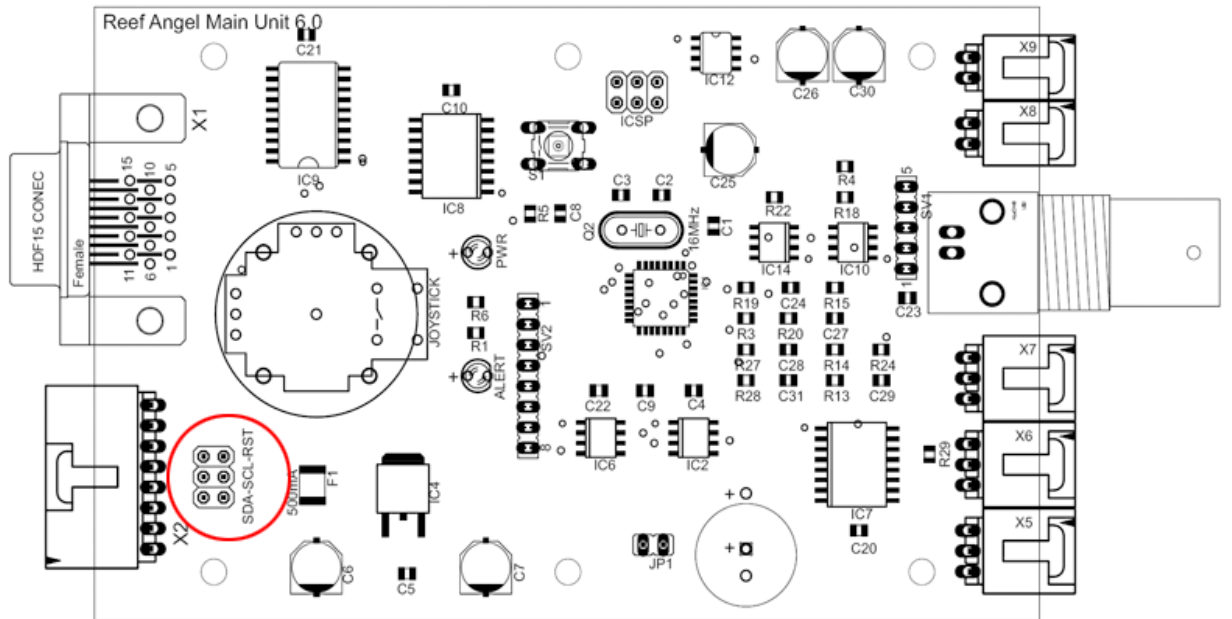 Reef Angel Main Unit 6.0
C21
IC9
C10
IC8
ICSP
S1
IC12
C26
C30
C25
X9
X8
X1
HDF15 CONEC
Female
15
10
5
11
6
1
C3
C2
Q2
16MHz
C1
R5
C8
R4
R22
R18
IC14
IC10
5
SV1
1
C23
PWR
JOYSTICK
R6
R1
ALERT
1
SV2
8
R19
C24
R15
R3
R20
C27
R27
C28
R14
R24
R28
C31
R13
C29
C22
C9
C4
IC6
IC2
IC7
C20
R29
X7
X6
X5
X2
SDA-SCL-RST
500mA
F1
IC4
C6
C5
C7
JP1
+
+
+
+